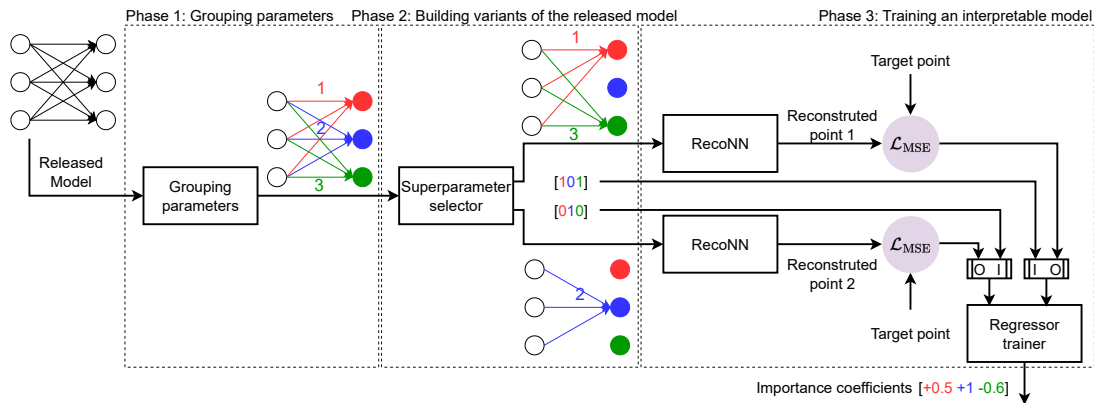 Phase 1: Grouping parameters
Phase 2: Building variants of the released model
Phase 3: Training an interpretable model
Released
Model
1
2
3
Grouping
parameters
1
3
Superparameter
selector
[101]
[010]
2
RecoNN
Reconstruted
point 1
Target point
ℒMSE
RecoNN
Reconstruted
point 2
ℒMSE
Target point
O I
I O
Regressor
trainer
Importance coefficients [+0.5 +1 -0.6]